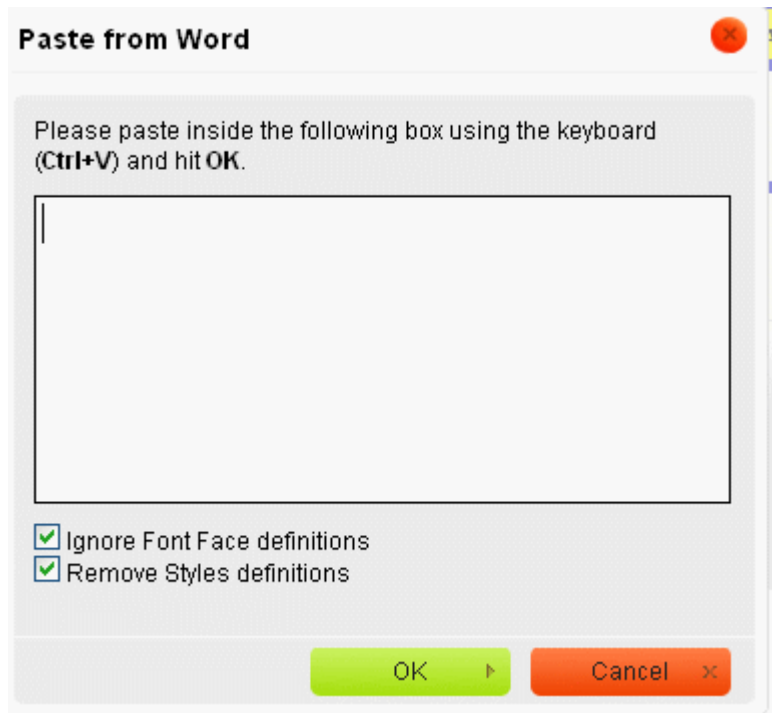 Paste from Word
Please paste inside the following box using the keyboard
(Ctrl+V) and hit OK.
Ignore Font Face definitions
Remove Styles definitions
OK
Cancel